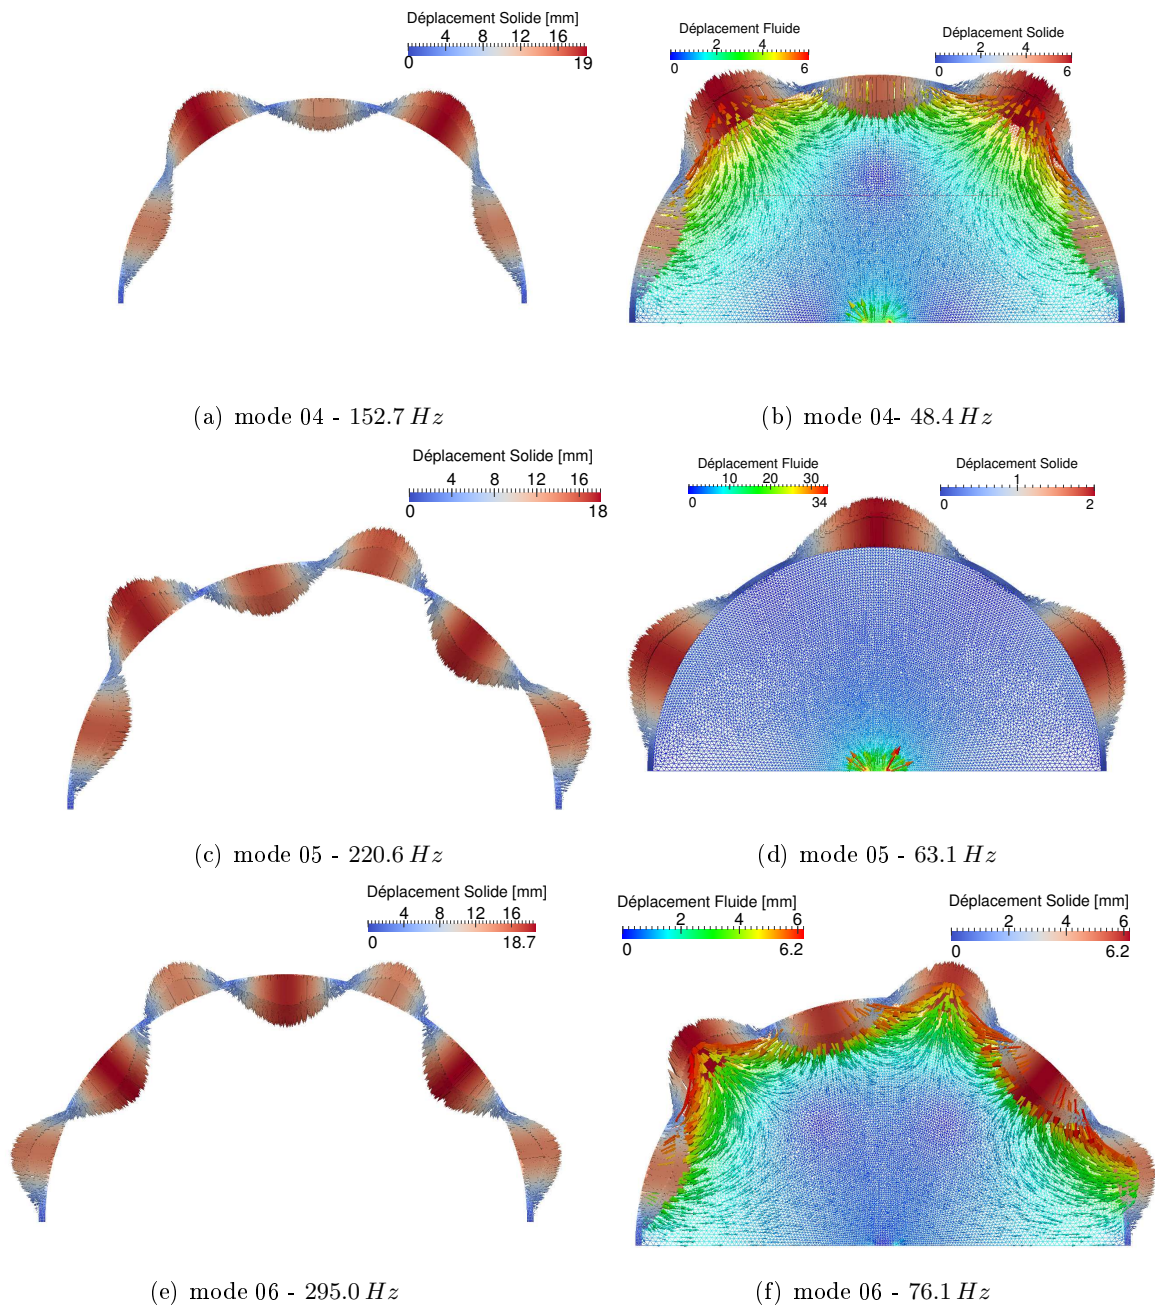 Déplacement Solide [mm]
4 8 12 16
0 19
Déplacement Fluide
2 4
0 6
Déplacement Solide
2 4
0 6
(a) mode 04 - 152.7 Hz
(b) mode 04- 48.4 Hz
Déplacement Solide [mm]
4 8 12 16
0 18
Déplacement Fluide
10 20 30
0 34
Déplacement Solide
1
0 2
(c) mode 05 - 220.6 Hz
(d) mode 05 - 63.1 Hz
Déplacement Solide [mm]
4 8 12 16
0 18.7
Déplacement Fluide [mm]
2 4 6
0 6.2
Déplacement Solide [mm]
2 4 6
0 6.2
(e) mode 06 - 295.0 Hz
(f) mode 06 - 76.1 Hz